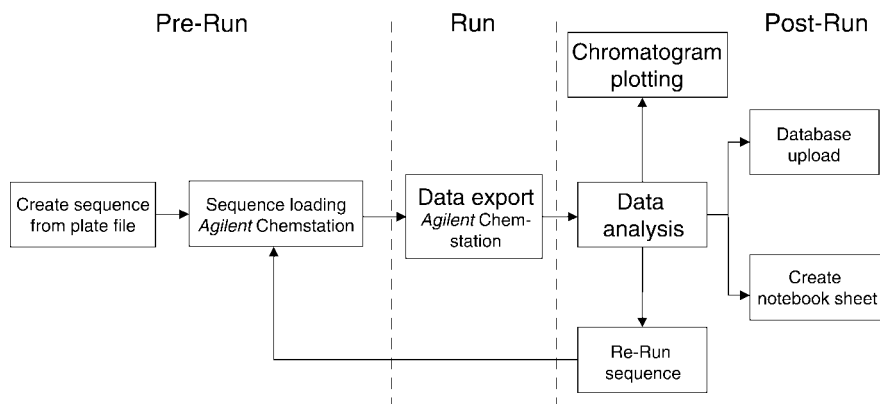 Pre-Run
Run
Post-Run
Chromatogram
plotting
Database
upload
Create sequence
from plate file
Sequence loading
Agilent Chemstation
Data export
Agilent Chem-
station
Data
analysis
Create
notebook sheet
Re-Run
sequence